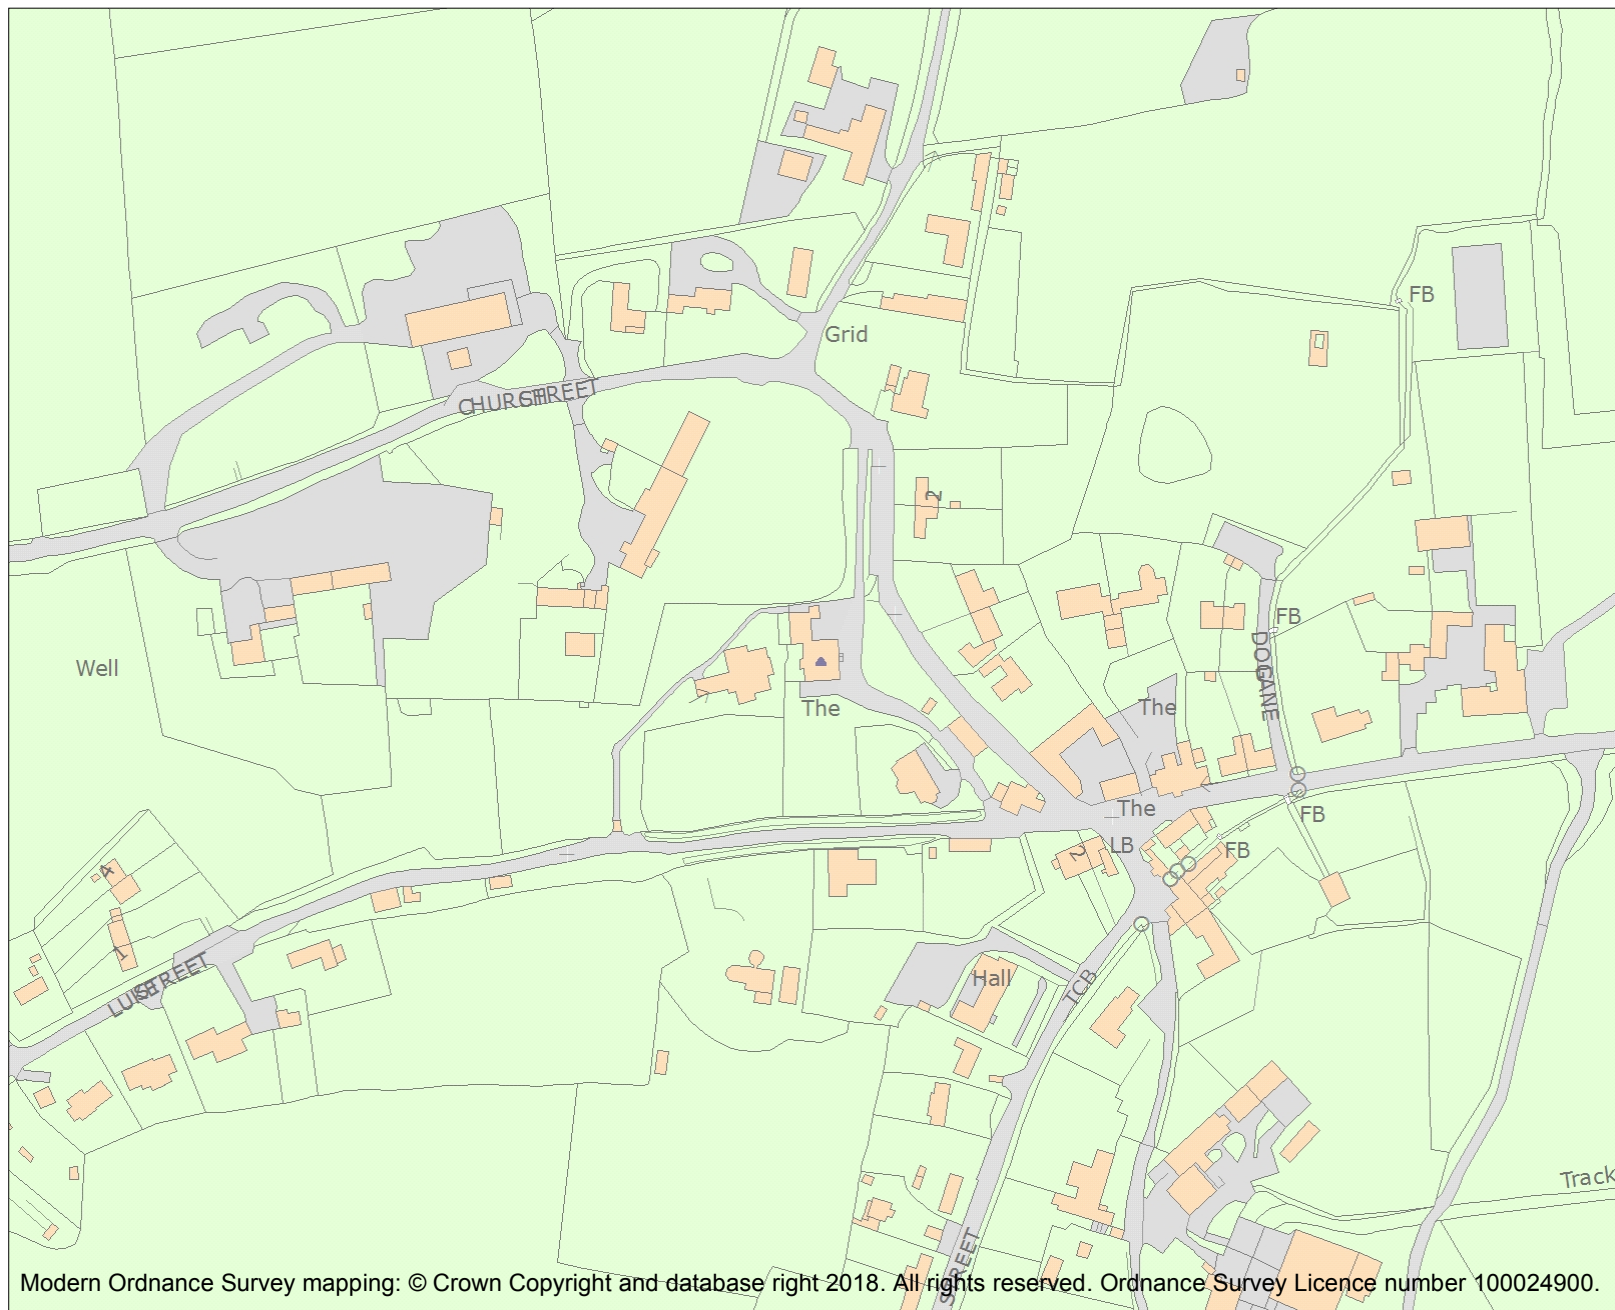 FB
Grid
CHURCH STREET
2
FB
DOG LANE
Well
The
The
The
FB
LB
2
FB
4
1
LUSH STREET
Hall
TCB
Track
STREET
Modern Ordnance Survey mapping: © Crown Copyright and database right 2018. All rights reserved. Ordnance Survey Licence number 100024900.